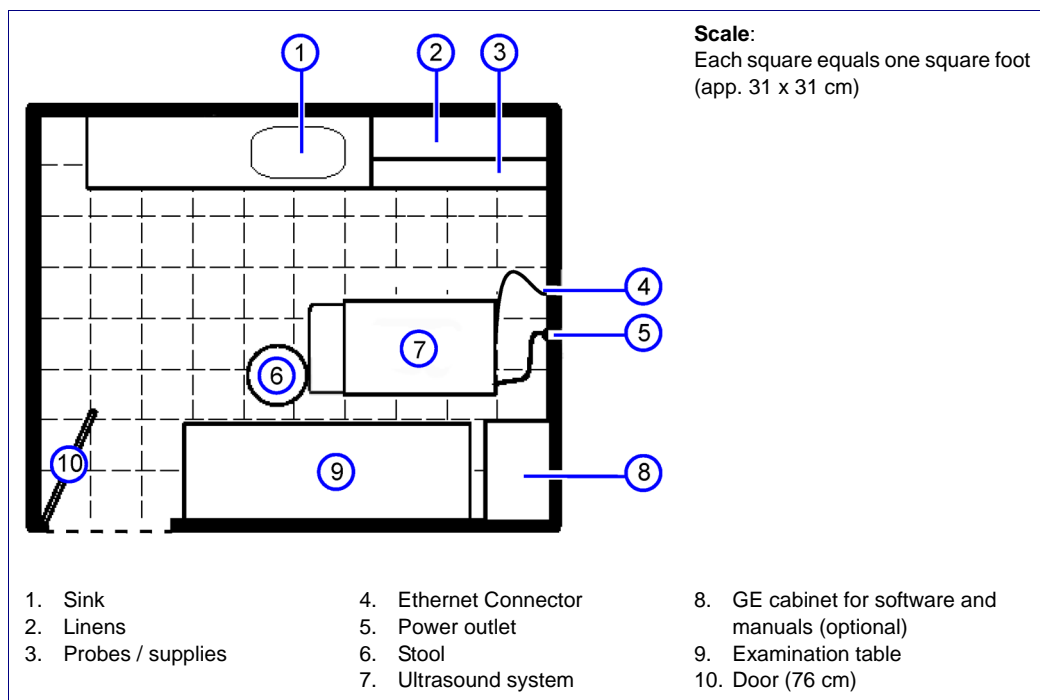 1
2
3
Scale:
Each square equals one square foot
(app. 31 x 31 cm)
4
5
6
7
8
9
10
1. Sink
2. Linens
3. Probes / supplies
4. Ethernet Connector
5. Power outlet
6. Stool
7. Ultrasound system
8. GE cabinet for software and
manuals (optional)
9. Examination table
10. Door (76 cm)